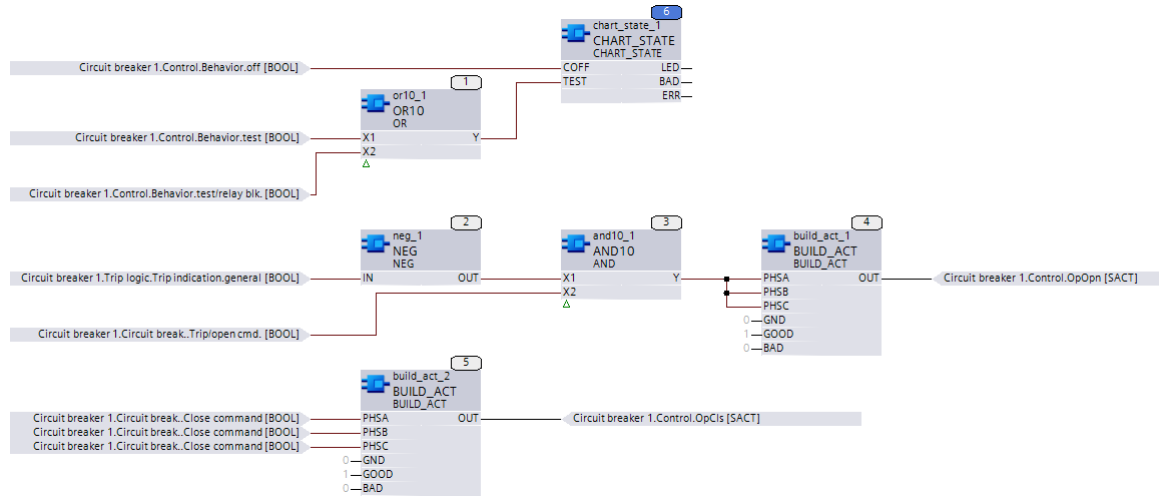 6
chart_state_1
CHART_STATE
CHART_STATE
Circuit breaker 1.Control.Behavior.off [BOOL]
COFF LED
TEST BAD
ERR
1
or10_1
OR10
OR
Circuit breaker 1.Control.Behavior.test [BOOL]
X1 Y
X2
Circuit breaker 1.Control.Behavior.test/relay blk. [BOOL]
2
neg_1
NEG
NEG
Circuit breaker 1.Trip logic.Trip indication.general [BOOL]
IN OUT
3
and10_1
AND10
AND
X1 Y
X2
Circuit breaker 1.Circuit break..Trip/open cmd. [BOOL]
4
build_act_1
BUILD_ACT
BUILD_ACT
PHSA OUT
PHSB
PHSC
0 GND
1 GOOD
0 BAD
Circuit breaker 1.Control.OpOpn [SACT]
5
build_act_2
BUILD_ACT
BUILD_ACT
Circuit breaker 1.Circuit break..Close command [BOOL]
Circuit breaker 1.Circuit break..Close command [BOOL]
Circuit breaker 1.Circuit break..Close command [BOOL]
PHSA OUT
PHSB
PHSC
0 GND
1 GOOD
0 BAD
Circuit breaker 1.Control.OpCls [SACT]